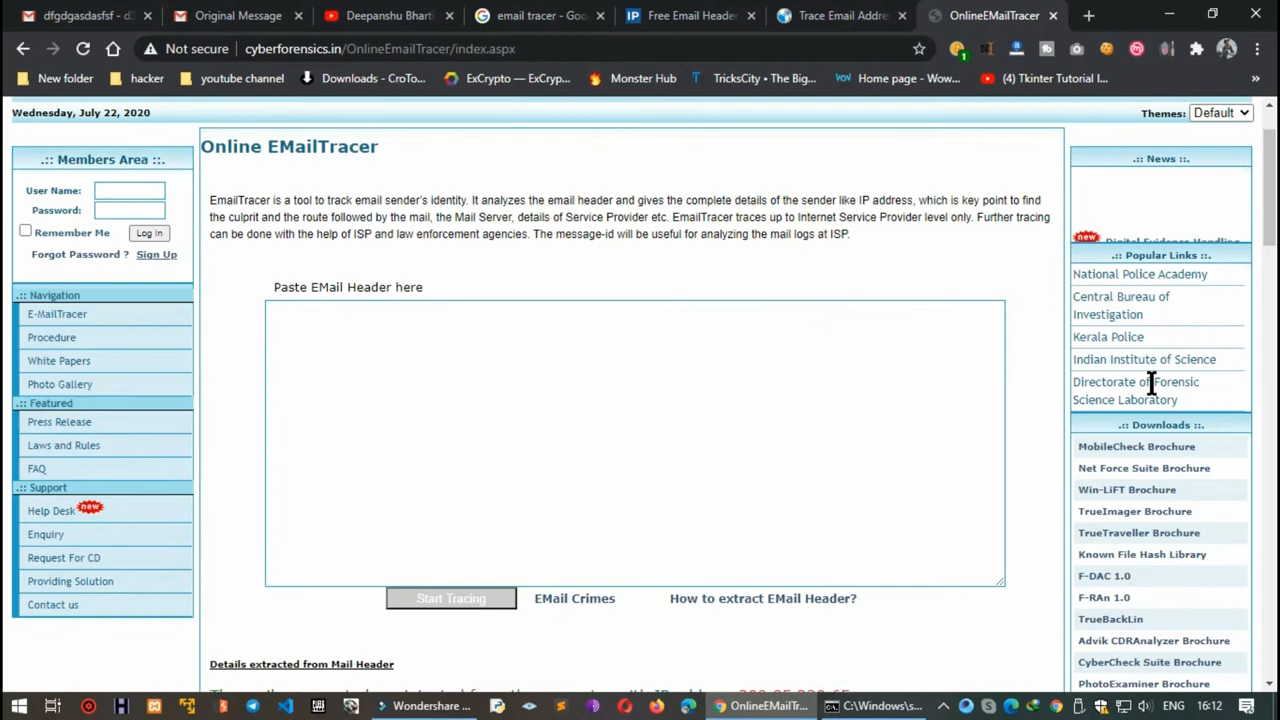 dfgdgasdasfsf - d3
Original Message
Deepanshu Bharti
email tracer - Goo
Free Email Header
Trace Email Addre
OnlineEMailTracer
Not secure
cyberforensics.in/OnlineEmailTracer/index.aspx
New folder
hacker
youtube channel
Downloads - CroTo...
ExCrypto — ExCryp...
Monster Hub
TricksCity – The Big...
Home page - Wow...
(4) Tkinter Tutorial I...
»
Wednesday, July 22, 2020
Themes: Default
.:: Members Area ::.
User Name:
Password:
Remember Me
Log In
Forgot Password ? Sign Up
.:: Navigation
E-MailTracer
Procedure
White Papers
Photo Gallery
.:: Featured
Press Release
Laws and Rules
FAQ
.:: Support
Help Desk new
Enquiry
Request For CD
Providing Solution
Contact us
Online EMailTracer
EmailTracer is a tool to track email sender's identity. It analyzes the email header and gives the complete details of the sender like IP address, which is key point to find
the culprit and the route followed by the mail, the Mail Server, details of Service Provider etc. EmailTracer traces up to Internet Service Provider level only. Further tracing
can be done with the help of ISP and law enforcement agencies. The message-id will be useful for analyzing the mail logs at ISP.
Paste EMail Header here
Start Tracing
EMail Crimes
How to extract EMail Header?
Details extracted from Mail Header
.:: News ::.
new Digital Evidence Handling
.:: Popular Links ::.
National Police Academy
Central Bureau of
Investigation
Kerala Police
Indian Institute of Science
Directorate of Forensic
Science Laboratory
.:: Downloads ::.
MobileCheck Brochure
Net Force Suite Brochure
Win-LiFT Brochure
TrueImager Brochure
TrueTraveller Brochure
Known File Hash Library
F-DAC 1.0
F-RAn 1.0
TrueBackLin
Advik CDRAnalyzer Brochure
CyberCheck Suite Brochure
PhotoExaminer Brochure
Wondershare ...
OnlineEMailTr...
C:\Windows\s...
ENG
16:12